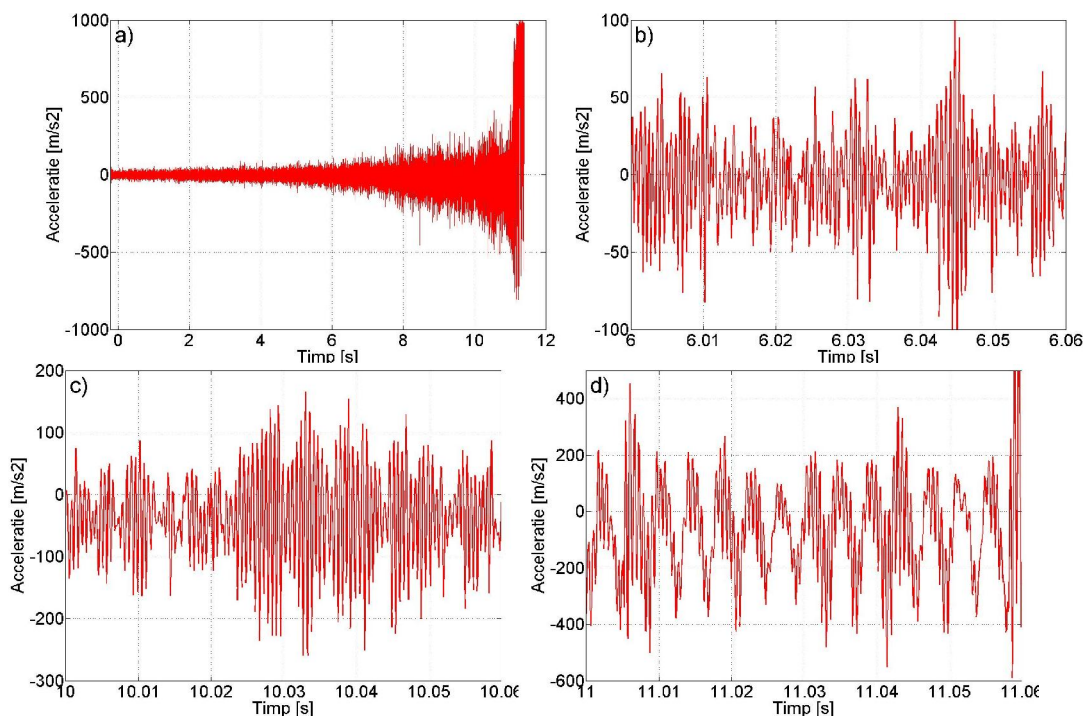 a)
Acceleratie [m/s2]
1000
500
0
-500
-1000
0 2 4 6 8 10 12
Timp [s]
b)
Acceleratie [m/s2]
100
50
0
-50
-100
6 6.01 6.02 6.03 6.04 6.05 6.06
Timp [s]
c)
Acceleratie [m/s2]
200
100
0
-100
-200
-300
10 10.01 10.02 10.03 10.04 10.05 10.06
Timp [s]
d)
Acceleratie [m/s2]
400
200
0
-200
-400
-600
11 11.01 11.02 11.03 11.04 11.05 11.06
Timp [s]